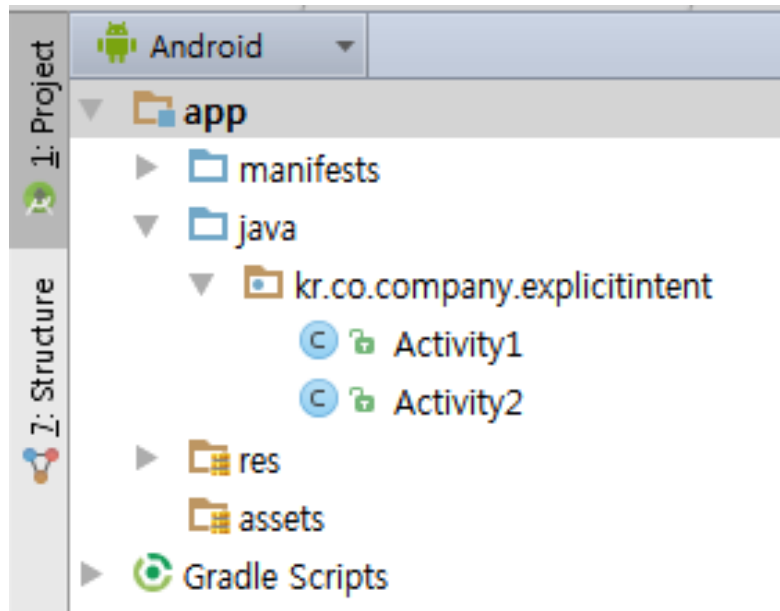 1: Project
7: Structure
Android
app
manifests
java
kr.co.company.explicitintent
C Activity1
C Activity2
res
assets
Gradle Scripts